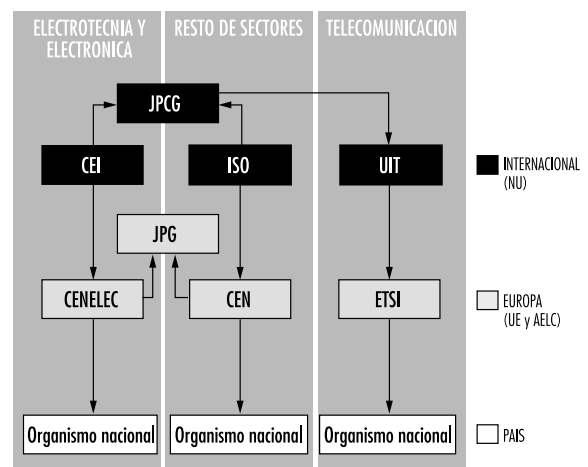 ELECTROTECNIA Y
ELECTRONICA
RESTO DE SECTORES
TELECOMUNICACION
JPCG
CEI
ISO
UIT
INTERNACIONAL
(NU)
JPG
CENELEC
CEN
ETSI
EUROPA
(UE y AELC)
Organismo nacional
Organismo nacional
Organismo nacional
PAIS